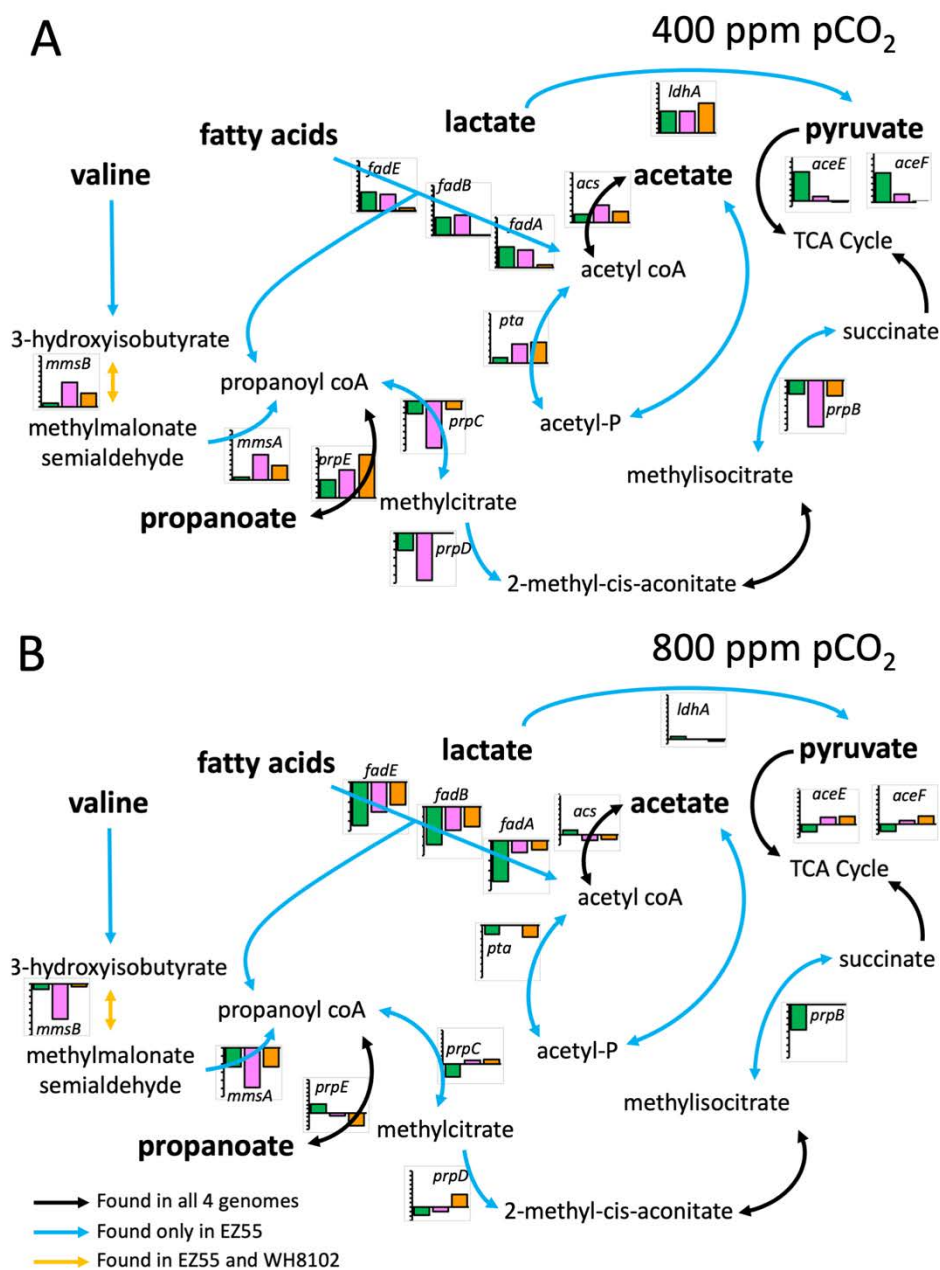 A
400 ppm pCO₂
ldhA
lactate
fatty acids
pyruvate
valine
fadE
fadB
acs
acetate
aceE
aceF
fadA
TCA Cycle
acetyl coA
3-hydroxyisobutyrate
pta
succinate
mmsB
propanoyl coA
prpC
acetyl-P
prpB
methylmalonate
semialdehyde
mmsA
prpE
methylisocitrate
propanoate
methylcitrate
prpD
2-methyl-cis-aconitate
B
800 ppm pCO₂
ldhA
lactate
fatty acids
pyruvate
valine
fadE
fadB
acs
acetate
aceE
aceF
fadA
TCA Cycle
acetyl coA
pta
3-hydroxyisobutyrate
succinate
mmsB
propanoyl coA
prpC
acetyl-P
prpB
methylmalonate
semialdehyde
mmsA
prpE
methylisocitrate
propanoate
methylcitrate
prpD
2-methyl-cis-aconitate
Found in all 4 genomes
Found only in EZ55
Found in EZ55 and WH8102